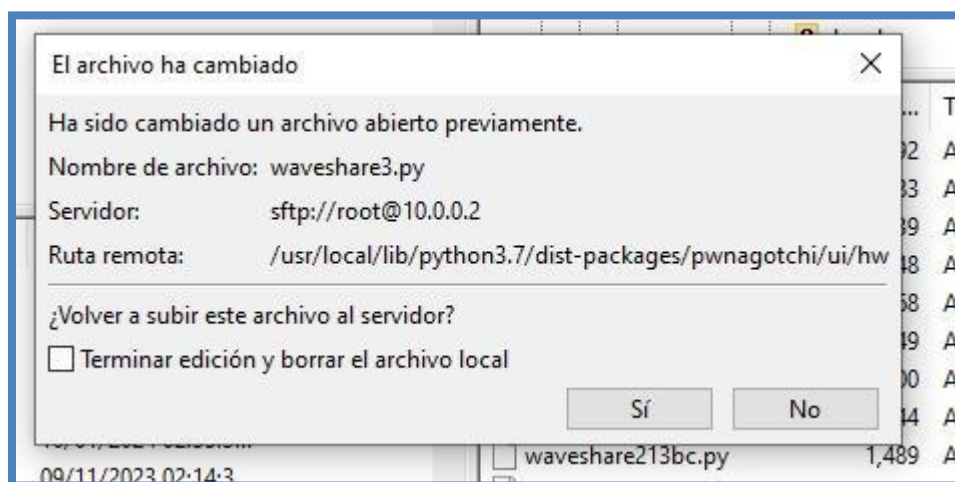 El archivo ha cambiado
Ha sido cambiado un archivo abierto previamente.
Nombre de archivo: waveshare3.py
Servidor: sftp://root@10.0.0.2
Ruta remota: /usr/local/lib/python3.7/dist-packages/pwnagotchi/ui/hw
¿Volver a subir este archivo al servidor?
Terminar edición y borrar el archivo local
Sí No
waveshare213bc.py 1,489 A
09/11/2023 02:14:3...